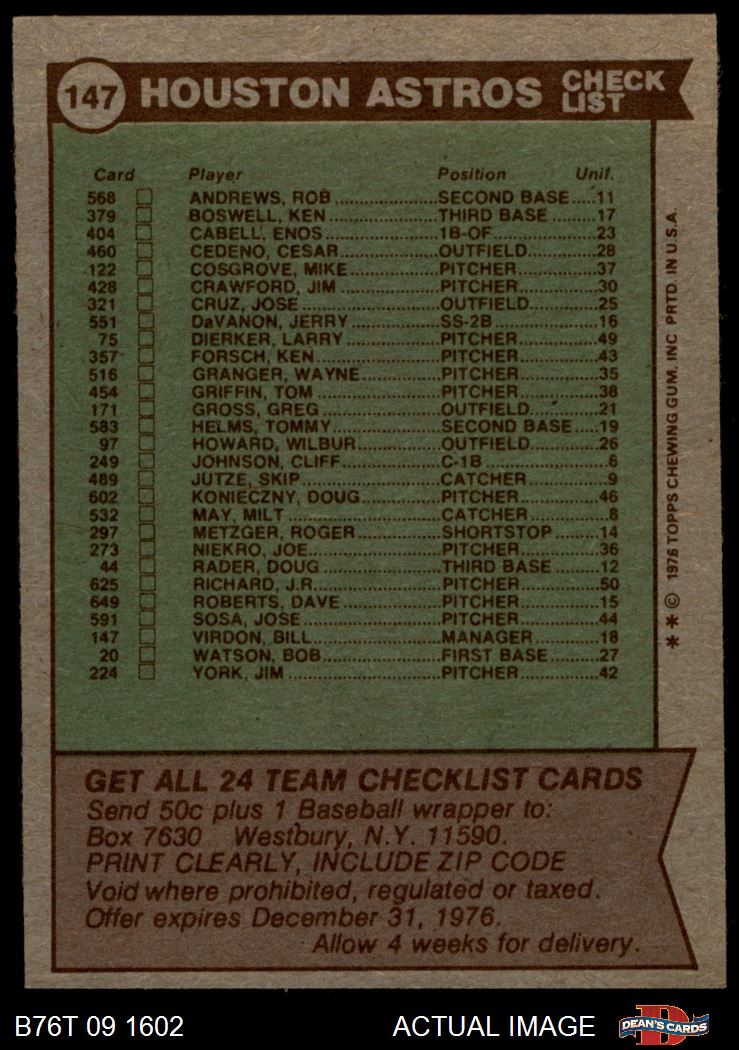 147 HOUSTON ASTROS CHECK LIST
Card Player Position Unif.
568 ANDREWS, ROB SECOND BASE 11
379 BOSWELL, KEN THIRD BASE 17
404 CABELL, ENOS 1B-OF 23
460 CEDENO, CESAR OUTFIELD 28
122 COSGROVE, MIKE PITCHER 37
428 CRAWFORD, JIM PITCHER 30
321 CRUZ, JOSE OUTFIELD 25
551 DaVANON, JERRY SS-2B 16
75 DIERKER, LARRY PITCHER 49
357 FORSCH, KEN PITCHER 43
516 GRANGER, WAYNE PITCHER 35
454 GRIFFIN, TOM PITCHER 38
171 GROSS, GREG OUTFIELD 21
583 HELMS, TOMMY SECOND BASE 19
97 HOWARD, WILBUR OUTFIELD 26
249 JOHNSON, CLIFF C-1B 6
489 JUTZE, SKIP CATCHER 9
602 KONIECZNY, DOUG PITCHER 46
532 MAY, MILT CATCHER 8
297 METZGER, ROGER SHORTSTOP 14
273 NIEKRO, JOE PITCHER 36
44 RADER, DOUG THIRD BASE 12
625 RICHARD, J.R. PITCHER 50
649 ROBERTS, DAVE PITCHER 15
591 SOSA, JOSE PITCHER 44
147 VIRDON, BILL MANAGER 18
20 WATSON, BOB FIRST BASE 27
224 YORK, JIM PITCHER 42
**© 1976 TOPPS CHEWING GUM, INC PRTD. IN U.S.A.
GET ALL 24 TEAM CHECKLIST CARDS
Send 50c plus 1 Baseball wrapper to:
Box 7630 Westbury, N.Y. 11590.
PRINT CLEARLY, INCLUDE ZIP CODE
Void where prohibited, regulated or taxed.
Offer expires December 31, 1976.
Allow 4 weeks for delivery.
B76T 09 1602 ACTUAL IMAGE D DEAN'S CARDS